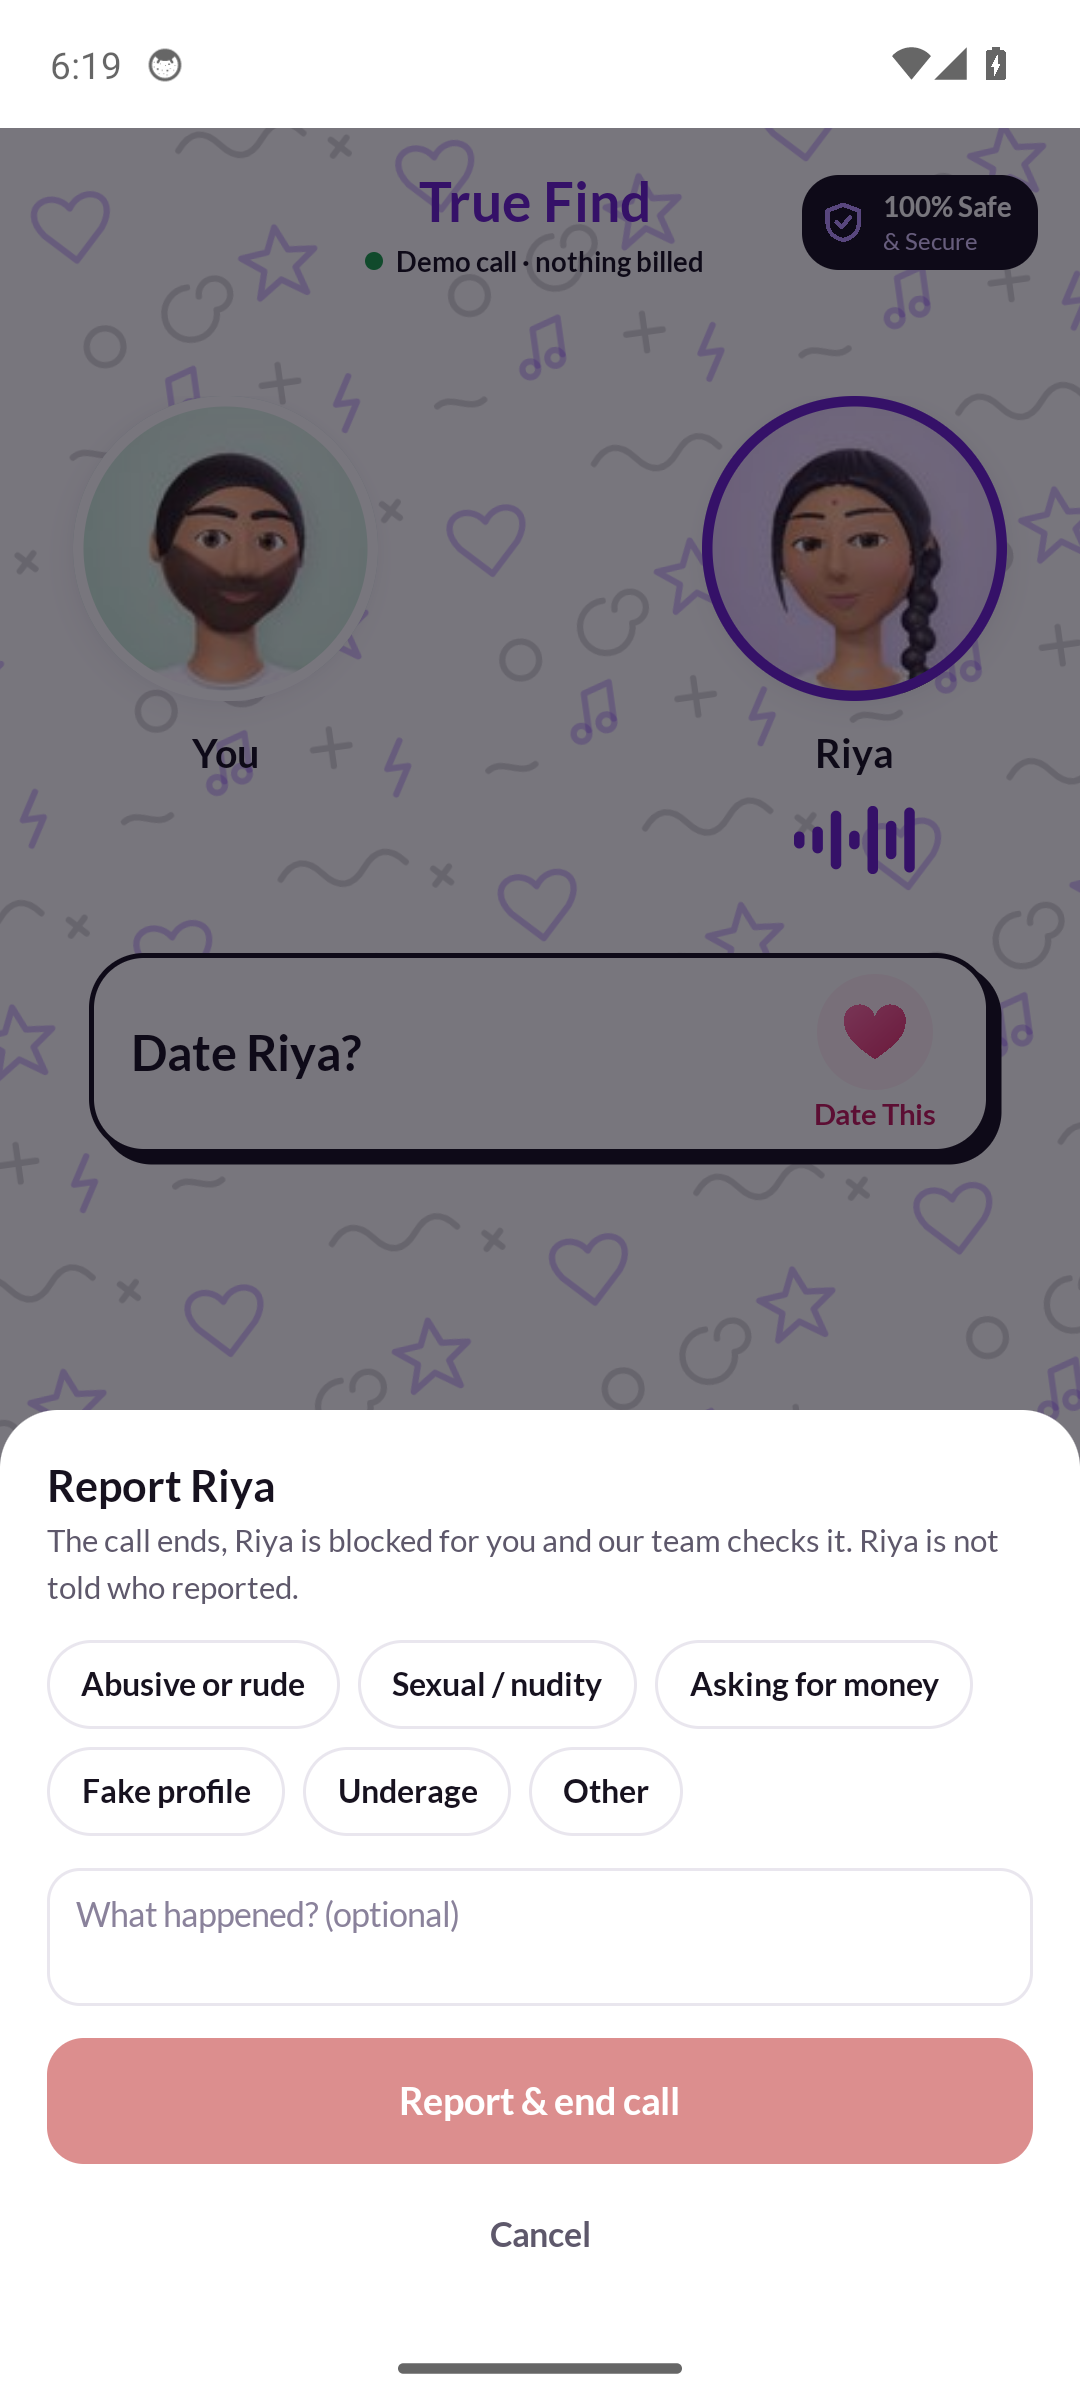 6:19
True Find
Demo call · nothing billed
100% Safe
& Secure
You
Riya
Date Riya?
Date This
Report Riya
The call ends, Riya is blocked for you and our team checks it. Riya is not
told who reported.
Abusive or rude
Sexual / nudity
Asking for money
Fake profile
Underage
Other
What happened? (optional)
Report & end call
Cancel